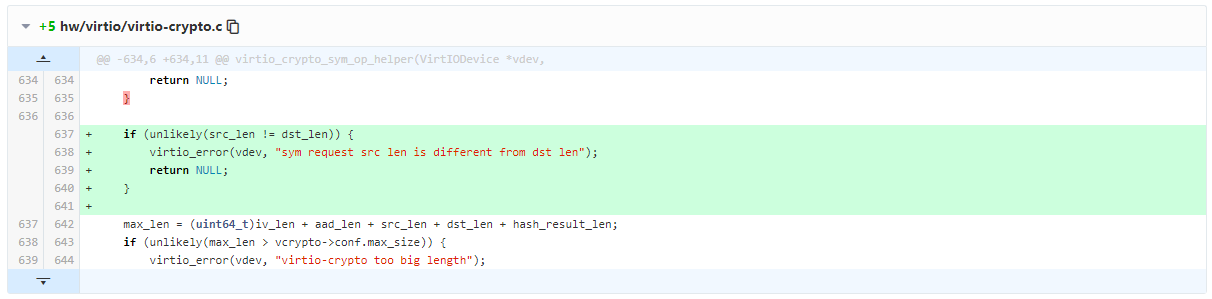 +5 hw/virtio/virtio-crypto.c
@@ -634,6 +634,11 @@ virtio_crypto_sym_op_helper(VirtIODevice *vdev,
634 634 return NULL;
635 635 }
636 636
637 + if (unlikely(src_len != dst_len)) {
638 + virtio_error(vdev, "sym request src len is different from dst len");
639 + return NULL;
640 + }
641 +
637 642 max_len = (uint64_t)iv_len + aad_len + src_len + dst_len + hash_result_len;
638 643 if (unlikely(max_len > vcrypto->conf.max_size)) {
639 644 virtio_error(vdev, "virtio-crypto too big length");